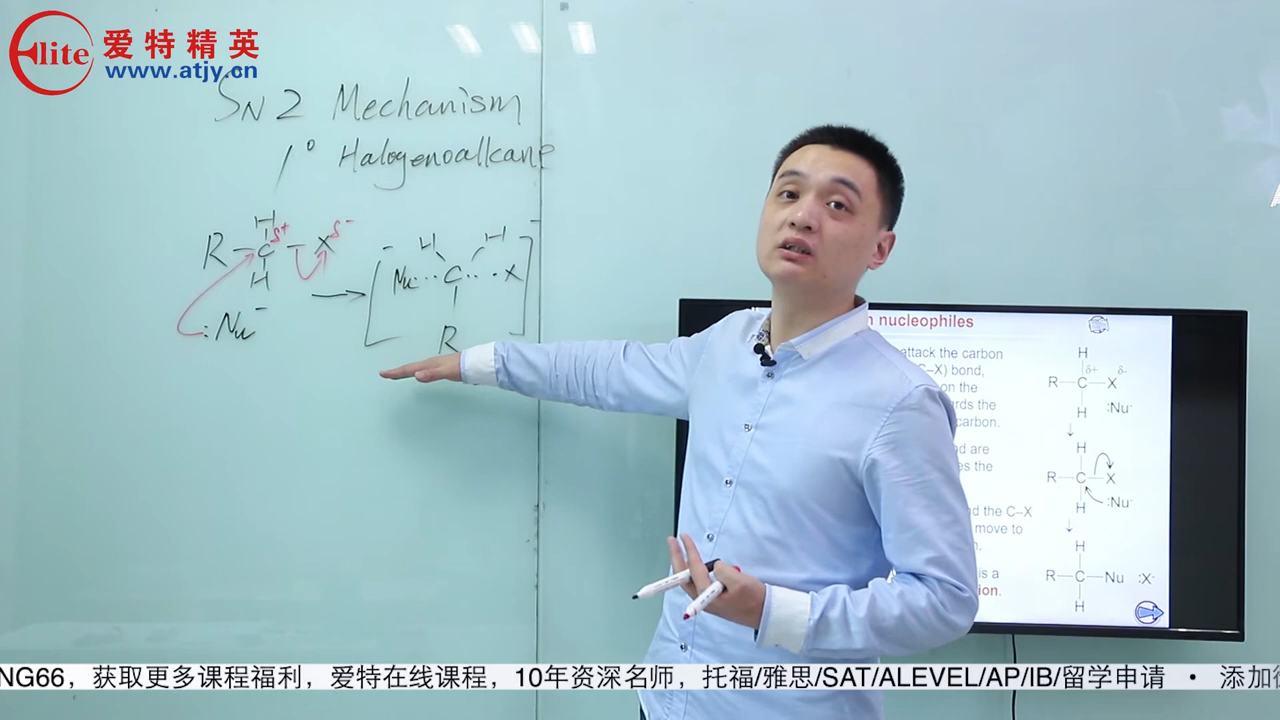 Elite 爱特精英
www.atjy.cn
SN2 Mechanism
1° Halogenoalkane
H
R-C-X
δ+ δ-
H
:Nu-
H H
Nu···C···X
R
-
nucleophiles
attack the carbon
(C–X) bond,
on the
the
carbon.
are
the
the C–X
move to
is a
H
δ+ δ-
R—C—X
H :Nu-
H
R—C—X
H :Nu-
H
R—C—Nu :X-
H
NG66，获取更多课程福利，爱特在线课程，10年资深名师，托福/雅思/SAT/ALEVEL/AP/IB/留学申请 • 添加